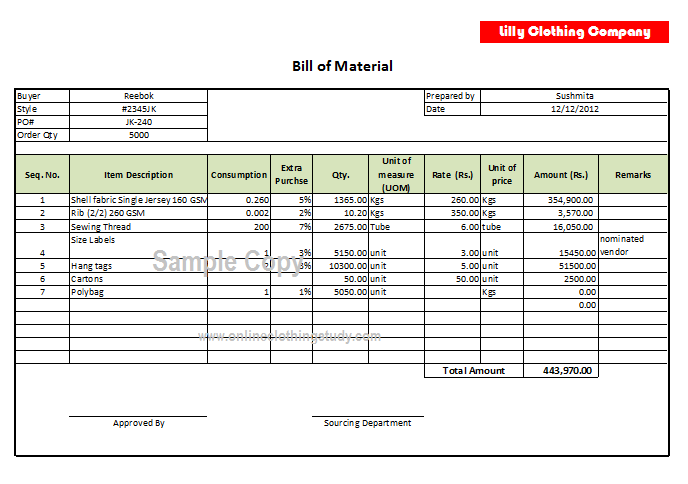 Lilly Clothing Company
Bill of Material
Buyer Reebok Prepared by Sushmita
Style #2345JK Date 12/12/2012
PO# JK-240
Order Qty 5000
Seq. No. Item Description Consumption Extra Purchse Qty. Unit of measure (UOM) Rate (Rs.) Unit of price Amount (Rs.) Remarks
1 Shell fabric Single Jersey 160 GSM 0.260 5% 1365.00 Kgs 260.00 Kgs 354,900.00
2 Rib (2/2) 260 GSM 0.002 2% 10.20 Kgs 350.00 Kgs 3,570.00
3 Sewing Thread 200 7% 2675.00 Tube 6.00 tube 16,050.00
4 Size Labels 1 3% 5150.00 unit 3.00 unit 15450.00 nominated vendor
5 Hang tags 2 3% 10300.00 unit 5.00 unit 51500.00
6 Cartons 50.00 unit 50.00 unit 2500.00
7 Polybag 1 1% 5050.00 unit Kgs 0.00
0.00
Sample Copy
www.onlineclothingstudy.com
Total Amount 443,970.00
Approved By Sourcing Department